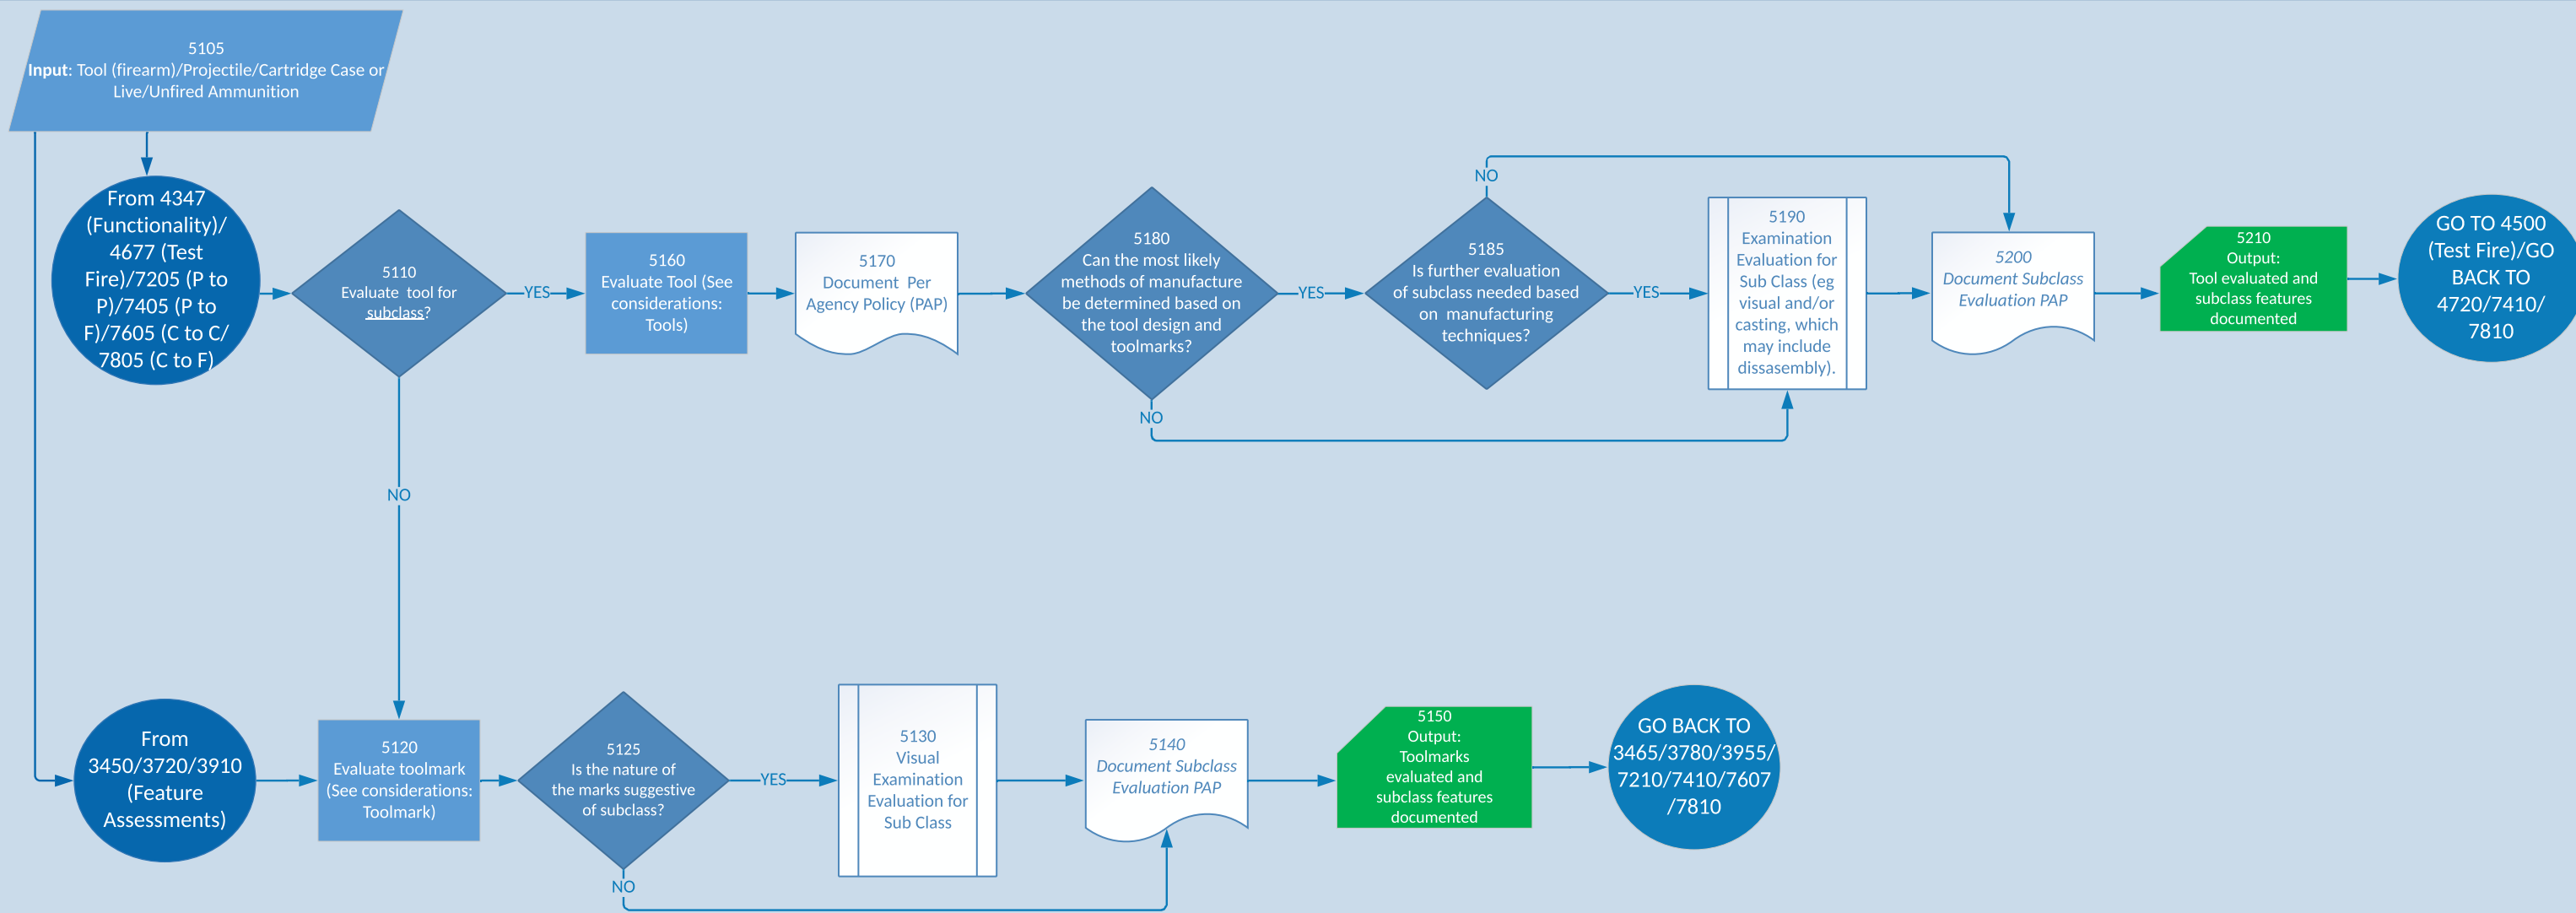 5105
Input: Tool (firearm)/Projectile/Cartridge Case or
Live/Unfired Ammunition
From 4347
(Functionality)/
4677 (Test
Fire)/7205 (P to
P)/7405 (P to
F)/7605 (C to C/
7805 (C to F)
5110
Evaluate  tool for
subclass?
YES
NO
5160
Evaluate Tool (See
considerations:
Tools)
5170
Document  Per
Agency Policy (PAP)
5180
Can the most likely
methods of manufacture
be determined based on
the tool design and
toolmarks?
YES
NO
5185
Is further evaluation
of subclass needed based
on  manufacturing
techniques?
NO
YES
5190
Examination
Evaluation for
Sub Class (eg
visual and/or
casting, which
may include
dissasembly).
5200
Document Subclass
Evaluation PAP
5210
Output:
Tool evaluated and
subclass features
documented
GO TO 4500
(Test Fire)/GO
BACK TO
4720/7410/
7810
From
3450/3720/3910
(Feature
Assessments)
5120
Evaluate toolmark
(See considerations:
Toolmark)
5125
Is the nature of
the marks suggestive
of subclass?
YES
NO
5130
Visual
Examination
Evaluation for
Sub Class
5140
Document Subclass
Evaluation PAP
5150
Output:
Toolmarks
evaluated and
subclass features
documented
GO BACK TO
3465/3780/3955/
7210/7410/7607
/7810